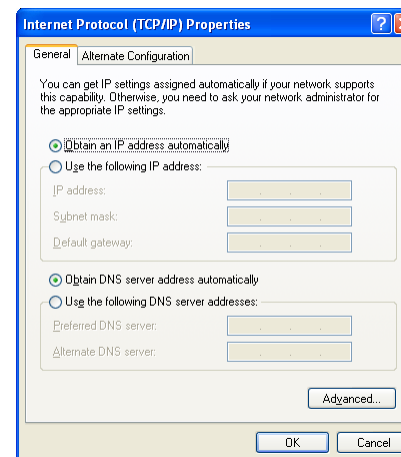 Internet Protocol (TCP/IP) Properties
General
Alternate Configuration
You can get IP settings assigned automatically if your network supports
this capability. Otherwise, you need to ask your network administrator for
the appropriate IP settings.
Obtain an IP address automatically
Use the following IP address:
IP address:
Subnet mask:
Default gateway:
Obtain DNS server address automatically
Use the following DNS server addresses:
Preferred DNS server:
Alternate DNS server:
Advanced...
OK
Cancel